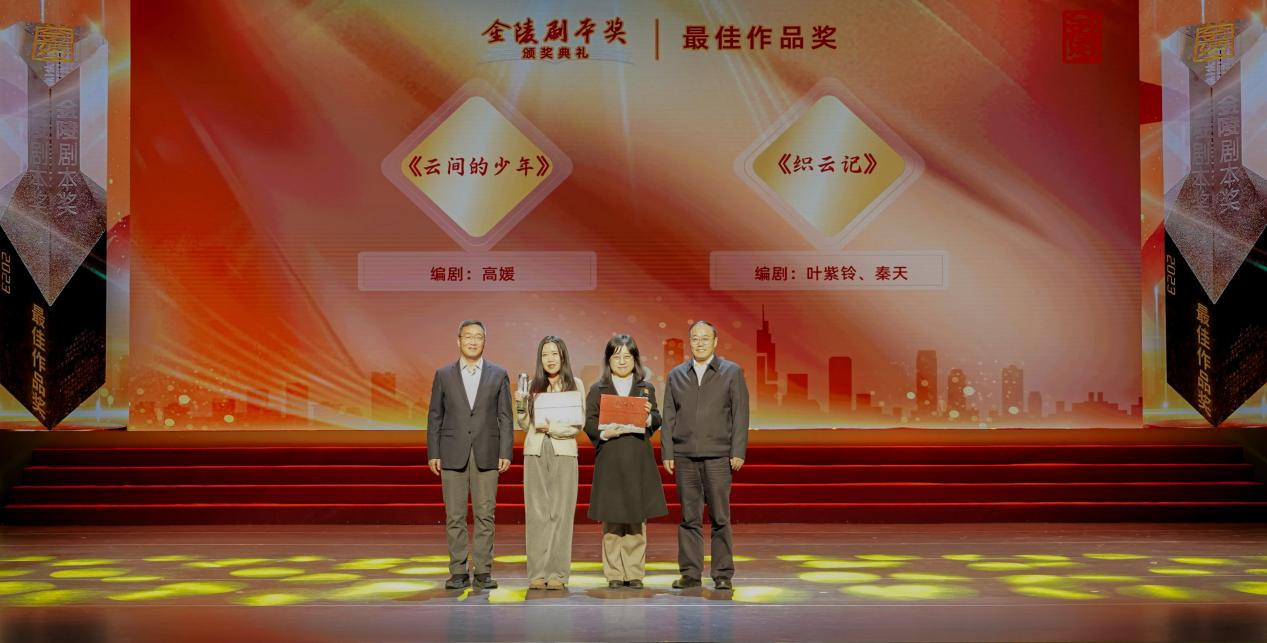 金陵剧本奖
颁奖典礼
最佳作品奖
《云间的少年》
《织云记》
编剧：高媛
编剧：叶紫铃、秦天
金陵剧本奖
2023
最佳作品奖
金陵剧本奖
2023
最佳作品奖